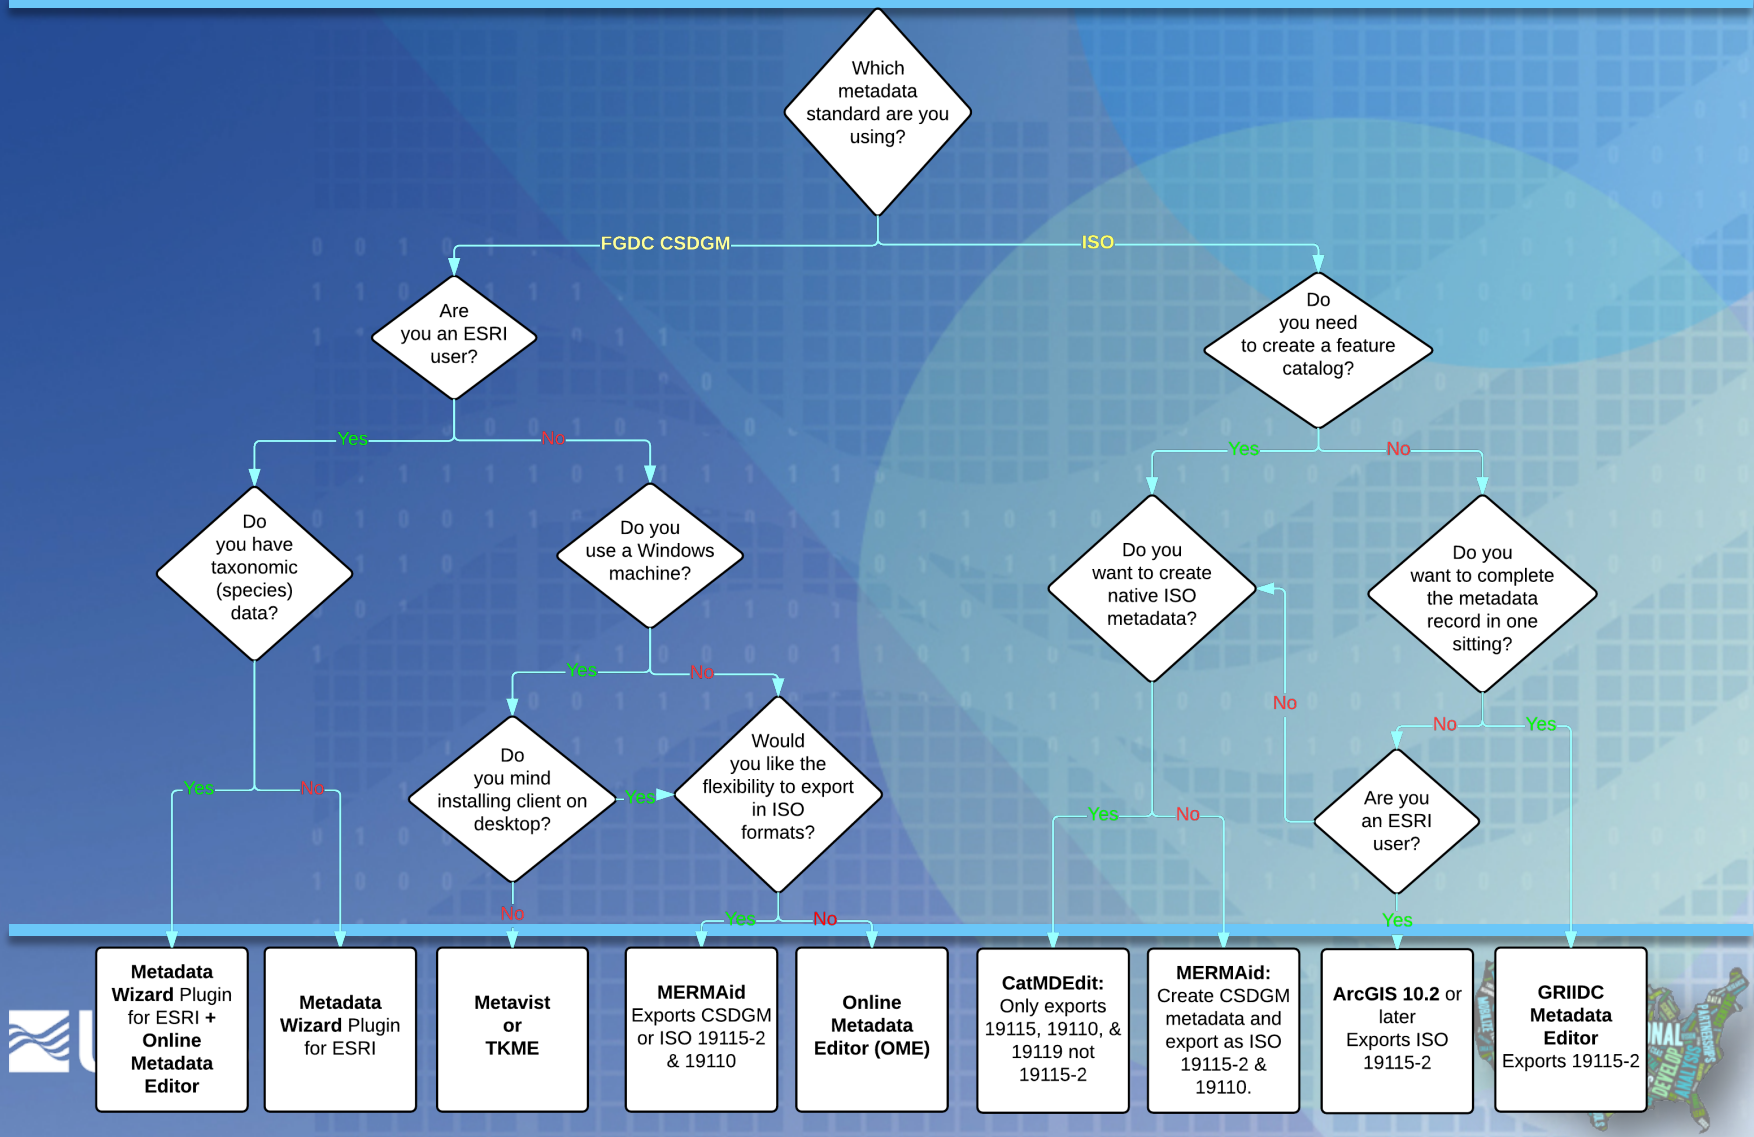 Which
metadata
standard are you
using?
FGDC CSDGM
ISO
Are
you an ESRI
user?
Do
you need
to create a feature
catalog?
Yes
No
Yes
No
Do
you have
taxonomic
(species)
data?
Do you
use a Windows
machine?
Do you
want to create
native ISO
metadata?
Do you
want to complete
the metadata
record in one
sitting?
Yes
No
No
No
Yes
Do
you mind
installing client on
desktop?
Yes
Would
you like the
flexibility to export
in ISO
formats?
Are you
an ESRI
user?
Yes
No
Yes
No
No
Yes
No
Yes
Metadata
Wizard Plugin
for ESRI +
Online
Metadata
Editor
Metadata
Wizard Plugin
for ESRI
Metavist
or
TKME
MERMAid
Exports CSDGM
or ISO 19115-2
& 19110
Online
Metadata
Editor (OME)
CatMDEdit:
Only exports
19115, 19110, &
19119 not
19115-2
MERMAid:
Create CSDGM
metadata and
export as ISO
19115-2 &
19110.
ArcGIS 10.2 or
later
Exports ISO
19115-2
GRIIDC
Metadata
Editor
Exports 19115-2
DEVELOP
ANALYSIS
PARTNERSHIPS